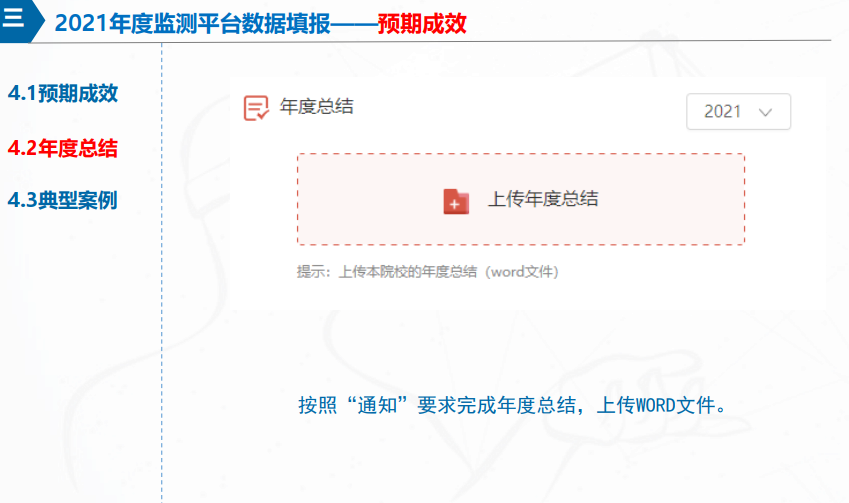 三
2021年度监测平台数据填报——预期成效
4.1预期成效
4.2年度总结
4.3典型案例
年度总结
2021
上传年度总结
提示：上传本院校的年度总结（word文件）
按照“通知”要求完成年度总结，上传WORD文件。